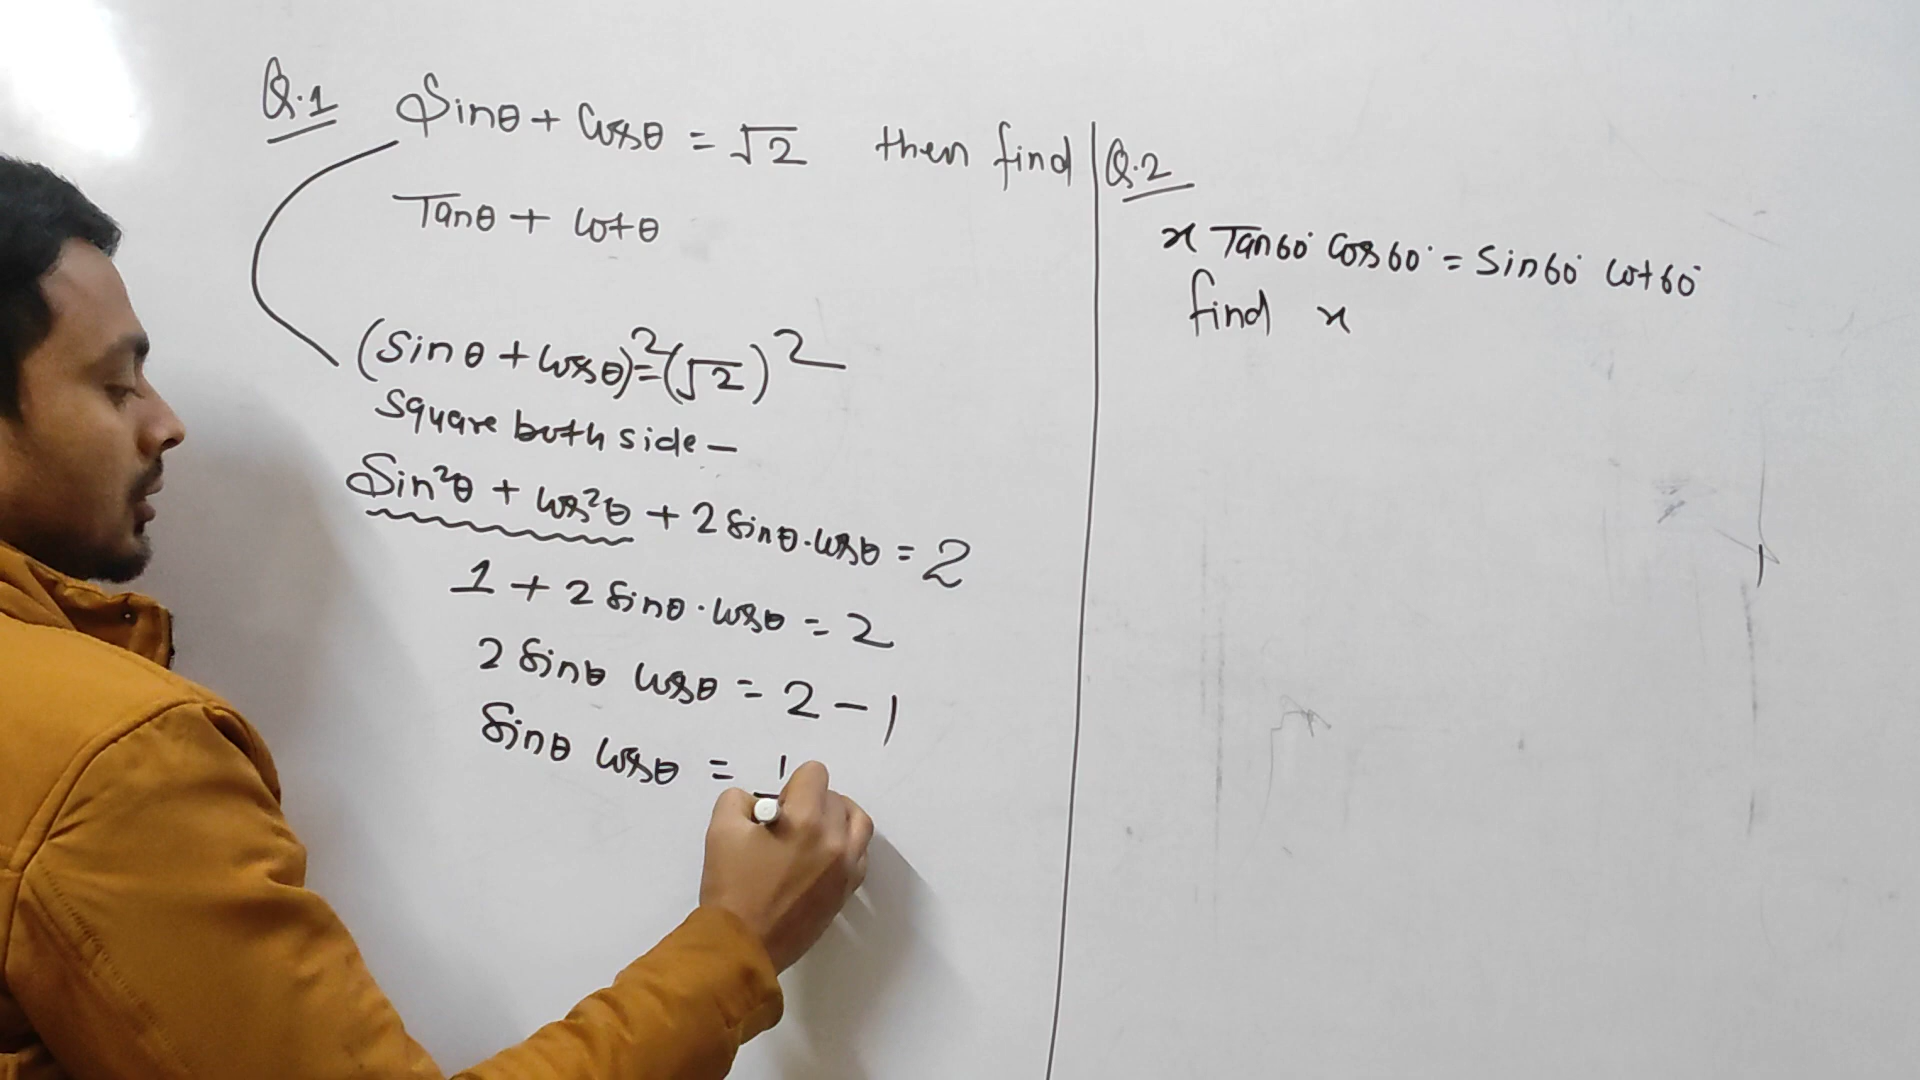 Q.1 Sinθ + Cosθ = √2 then find
Tanθ + Cotθ
(Sinθ + Cosθ)² = (√2)²
Square both side –
Sin²θ + Cos²θ + 2 Sinθ.Cosθ = 2
1 + 2 Sinθ·Cosθ = 2
2 Sinθ Cosθ = 2 – 1
Sinθ Cosθ = 1
Q.2
x Tan60° Cos60° = Sin60° Cot60°
find x